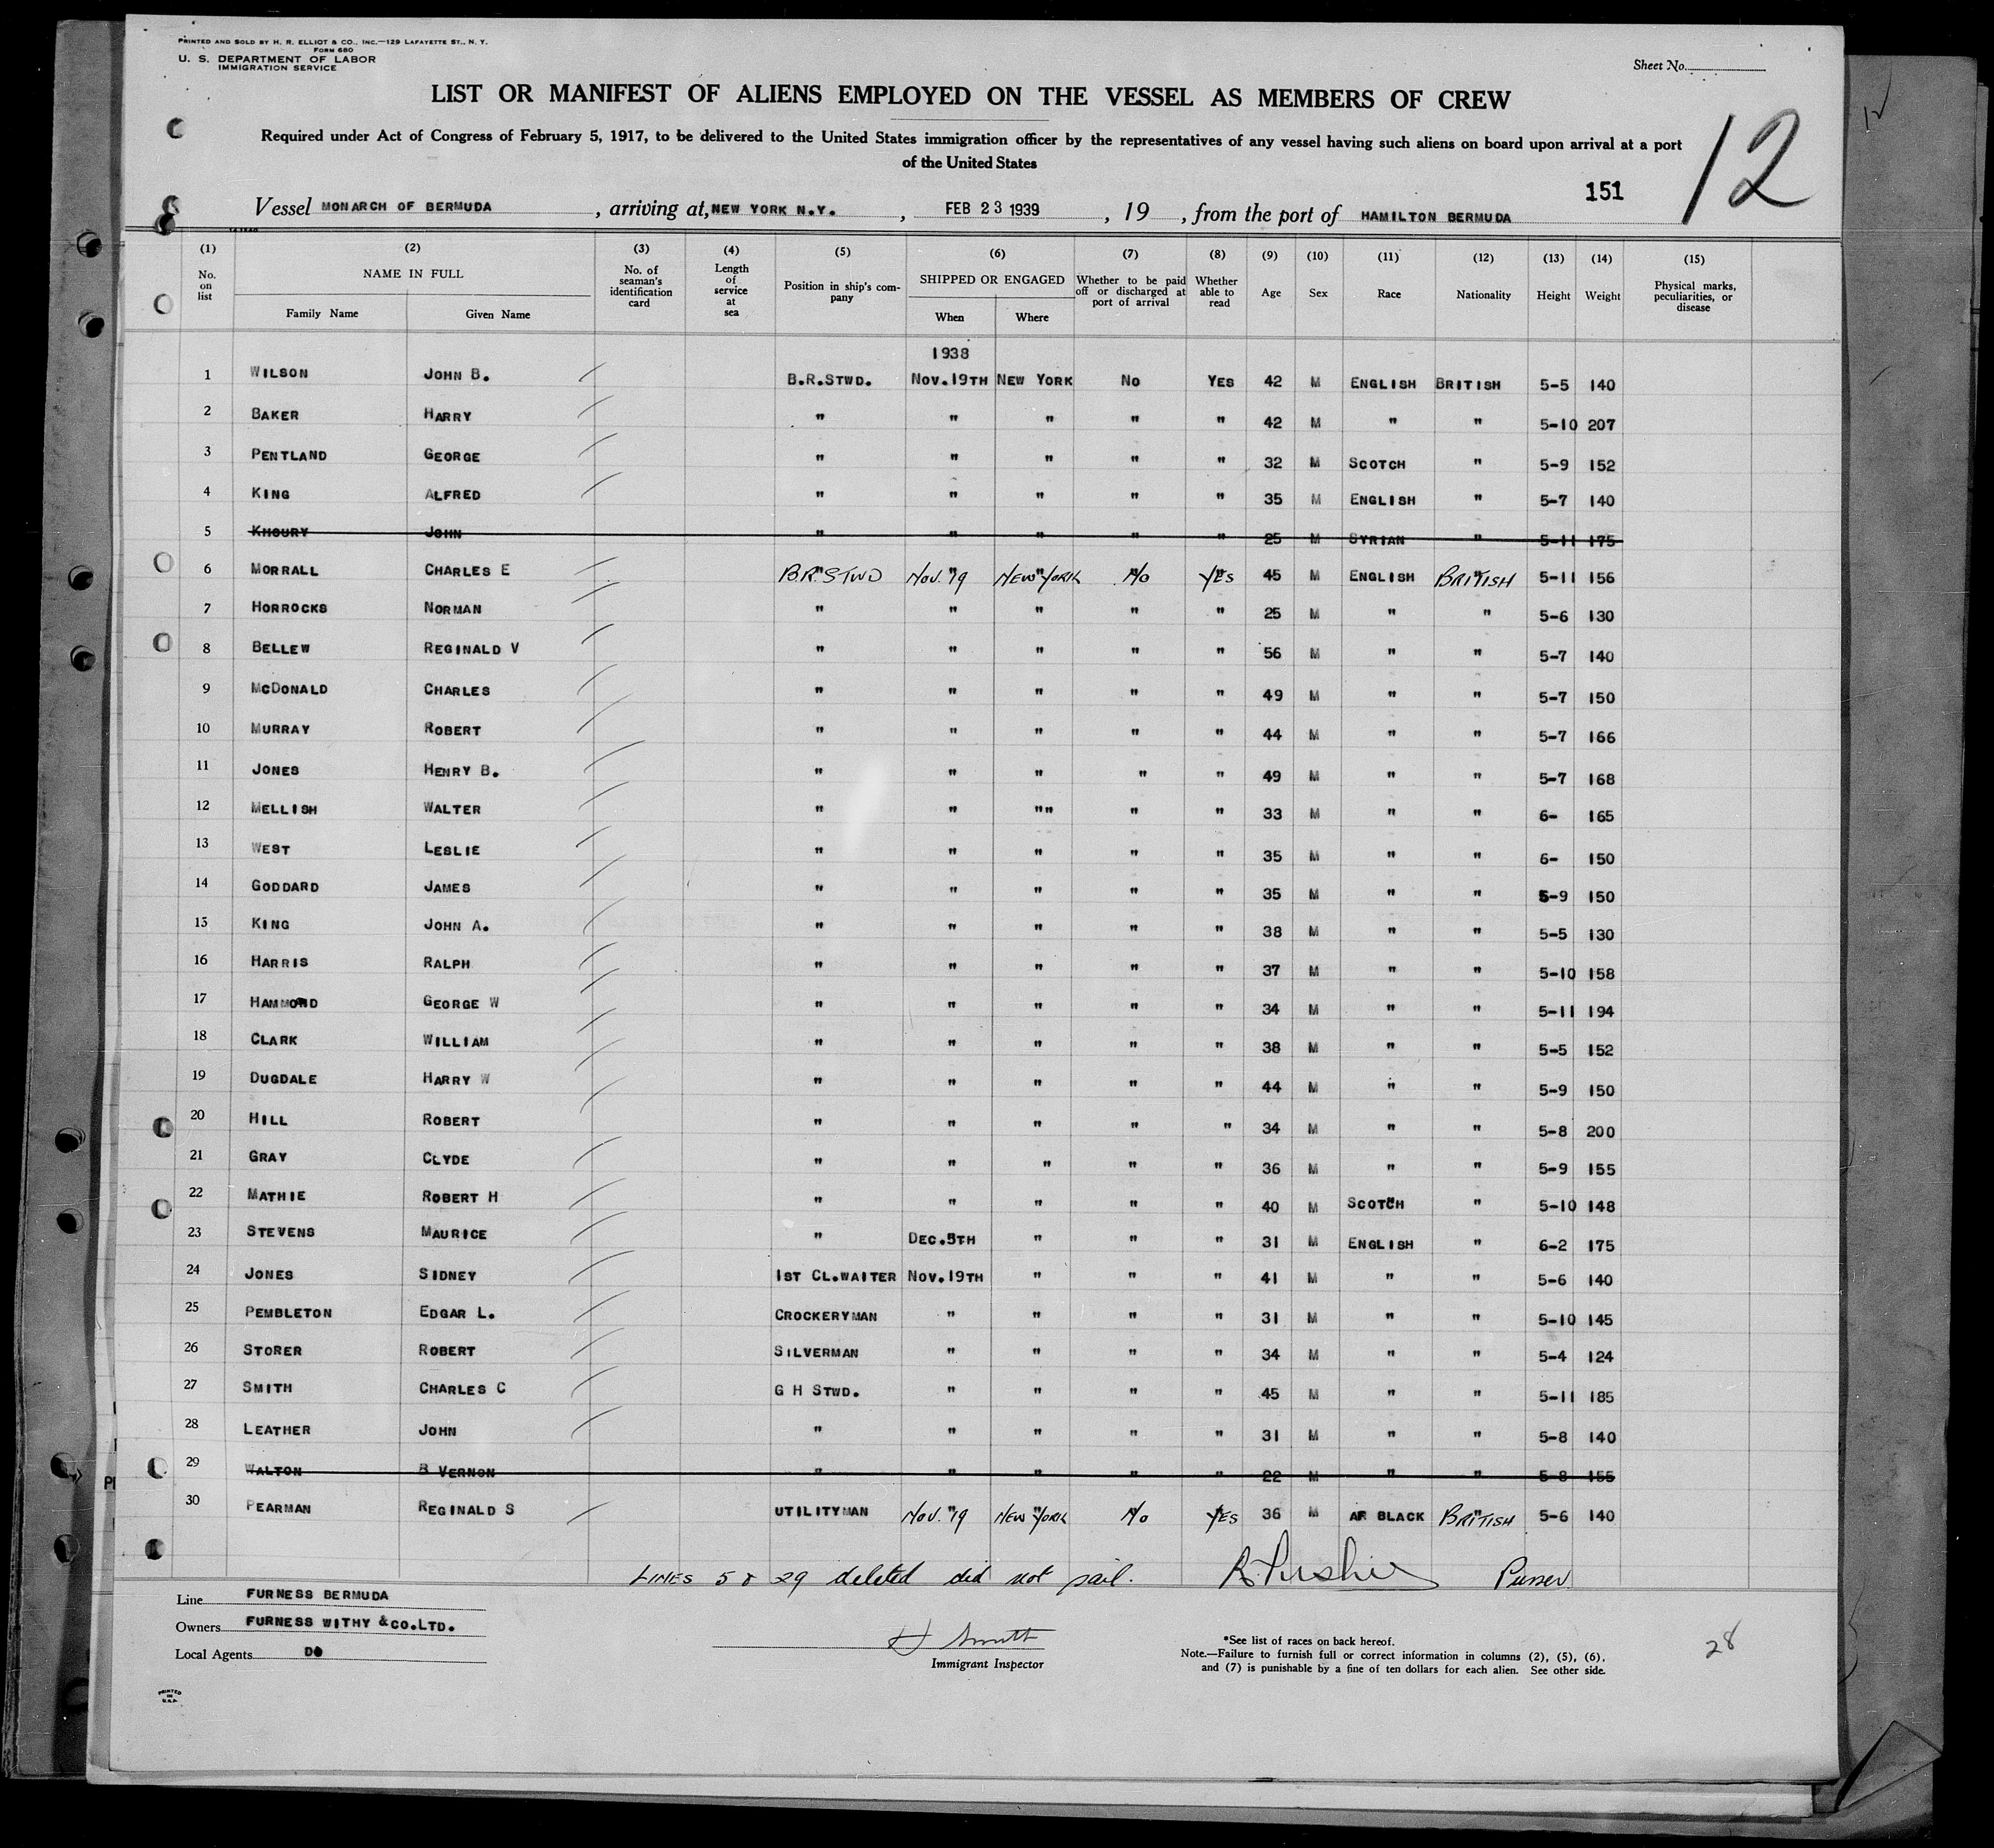 PRINTED AND SOLD BY H. R. ELLIOT & CO., INC.—129 LAFAYETTE ST., N. Y.
FORM 680
U. S. DEPARTMENT OF LABOR
IMMIGRATION SERVICE
Sheet No.
LIST OR MANIFEST OF ALIENS EMPLOYED ON THE VESSEL AS MEMBERS OF CREW
12
Required under Act of Congress of February 5, 1917, to be delivered to the United States immigration officer by the representatives of any vessel having such aliens on board upon arrival at a port
of the United States
151
Vessel MONARCH OF BERMUDA, arriving at, NEW YORK N.Y., FEB 23 1939, 19, from the port of HAMILTON BERMUDA
(1) (2) (3) (4) (5) (6) (7) (8) (9) (10) (11) (12) (13) (14) (15)
No. on list NAME IN FULL Family Name Given Name No. of seaman's identification card Length of service at sea Position in ship's company SHIPPED OR ENGAGED When Where Whether to be paid off or discharged at port of arrival Whether able to read Age Sex Race Nationality Height Weight Physical marks, peculiarities, or disease
1938
1 WILSON JOHN B. B.R.STWD. NOV.19TH NEW YORK NO YES 42 M ENGLISH BRITISH 5-5 140
2 BAKER HARRY " " " " " 42 M " " 5-10 207
3 PENTLAND GEORGE " " " " " 32 M SCOTCH " 5-9 152
4 KING ALFRED " " " " " 35 M ENGLISH " 5-7 140
5 KHOURY JOHN " " " " " 25 M SYRIAN " 5-11 175
6 MORRALL CHARLES E BR STWD NOV. 19 NEW YORK NO YES 45 M ENGLISH BRITISH 5-11 156
7 HORROCKS NORMAN " " " " " 25 M " " 5-6 130
8 BELLEW REGINALD V " " " " " 56 M " " 5-7 140
9 MCDONALD CHARLES " " " " " 49 M " " 5-7 150
10 MURRAY ROBERT " " " " " 44 M " " 5-7 166
11 JONES HENRY B. " " " " " 49 M " " 5-7 168
12 MELLISH WALTER " " "" " " 33 M " " 6- 165
13 WEST LESLIE " " " " " 35 M " " 6- 150
14 GODDARD JAMES " " " " " 35 M " " 5-9 150
15 KING JOHN A. " " " " " 38 M " " 5-5 130
16 HARRIS RALPH " " " " " 37 M " " 5-10 158
17 HAMMOND GEORGE W " " " " " 34 M " " 5-11 194
18 CLARK WILLIAM " " " " " 38 M " " 5-5 152
19 DUGDALE HARRY W " " " " " 44 M " " 5-9 150
20 HILL ROBERT " " " " " 34 M " " 5-8 200
21 GRAY CLYDE " " " " " 36 M " " 5-9 155
22 MATHIE ROBERT H " " " " " 40 M SCOTCH " 5-10 148
23 STEVENS MAURICE " DEC.5TH " " " 31 M ENGLISH " 6-2 175
24 JONES SIDNEY 1ST CL.WAITER NOV.19TH " " " 41 M " " 5-6 140
25 PEMBLETON EDGAR L. CROCKERYMAN " " " " 31 M " " 5-10 145
26 STORER ROBERT SILVERMAN " " " " 34 M " " 5-4 124
27 SMITH CHARLES C G H STWD. " " " " 45 M " " 5-11 185
28 LEATHER JOHN " " " " " 31 M " " 5-8 140
29 WALTON B VERNON " " " " " 22 M " " 5-8 155
30 PEARMAN REGINALD S UTILITYMAN NOV. 19 NEW YORK NO YES 36 M AF BLACK BRITISH 5-6 140
LINES 5 & 29 deleted did not sail. Purser
Line FURNESS BERMUDA
Owners FURNESS WITHY &CO.LTD.
Local Agents DO
H Smith
Immigrant Inspector
*See list of races on back hereof.
Note.—Failure to furnish full or correct information in columns (2), (5), (6), and (7) is punishable by a fine of ten dollars for each alien. See other side.
28
PRINTED IN U.S.A.